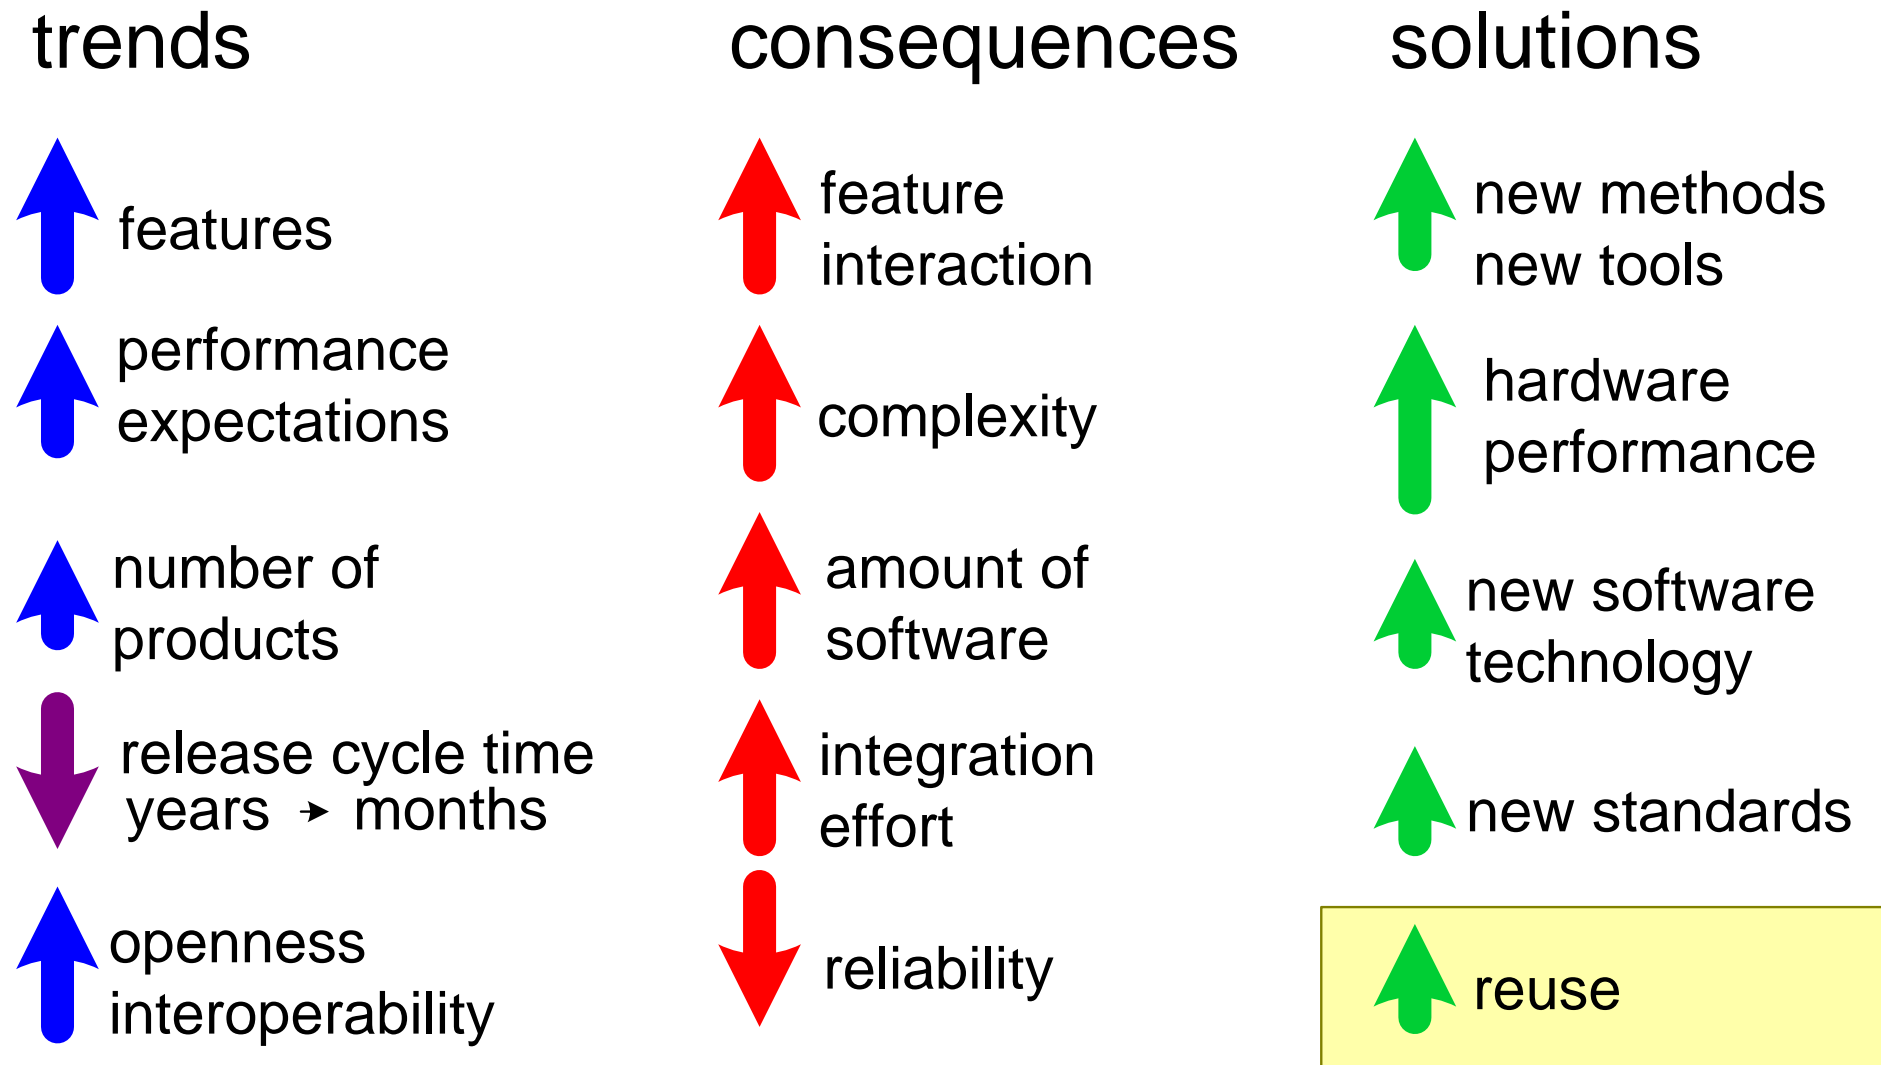 trends
features
performance
expectations
number of
products
release cycle time
years → months
openness
interoperability
consequences
feature
interaction
complexity
amount of
software
integration
effort
reliability
solutions
new methods
new tools
hardware
performance
new software
technology
new standards
reuse